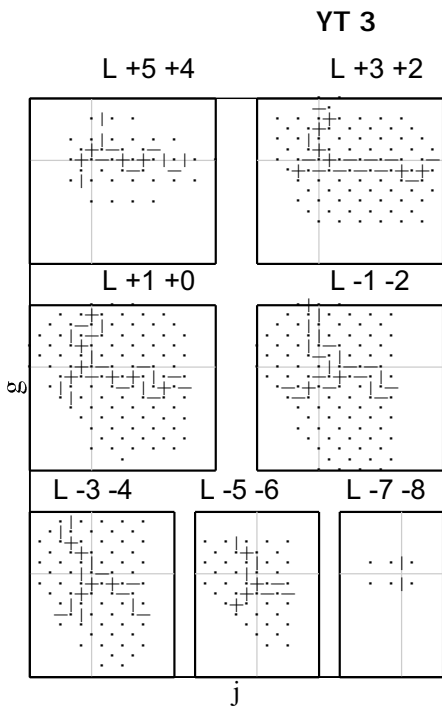 YT 3
L +5 +4
L +3 +2
L +1 +0
L -1 -2
g
L -3 -4
L -5 -6
L -7 -8
j